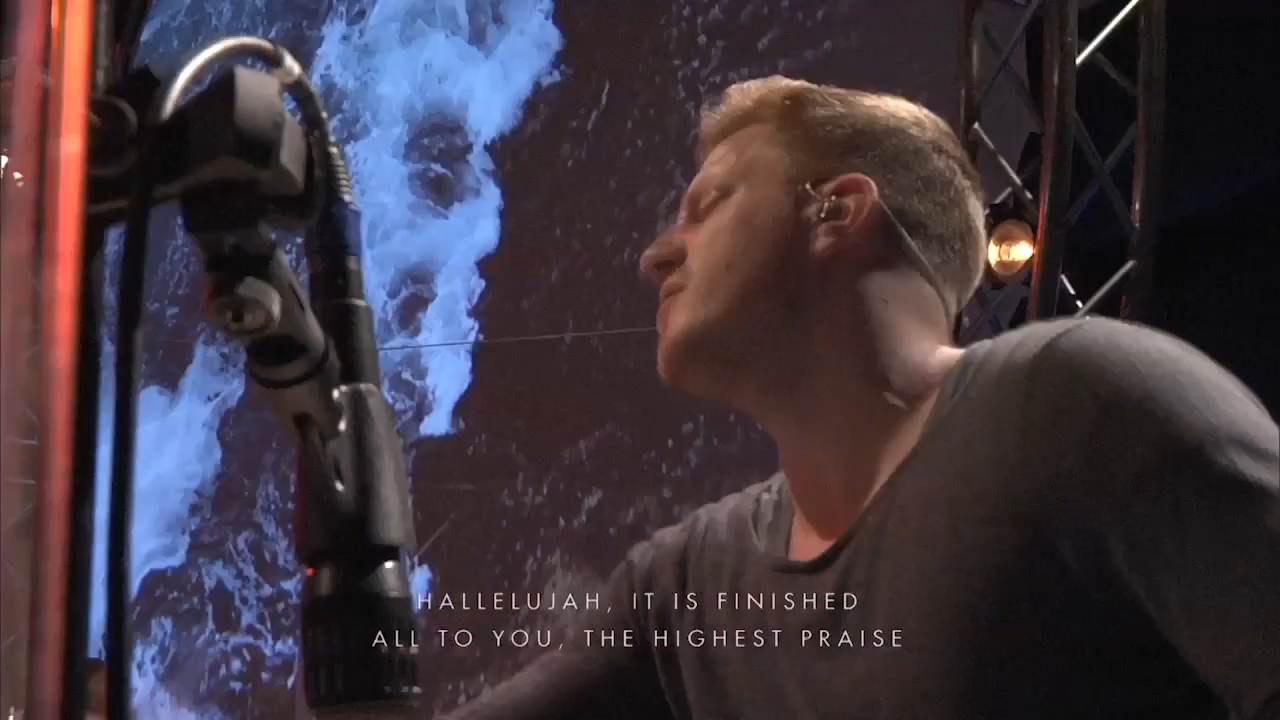 HALLELUJAH, IT IS FINISHED
ALL TO YOU, THE HIGHEST PRAISE